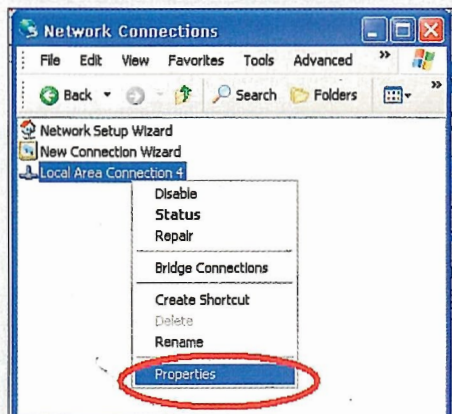 Network Connections
File Edit View Favorites Tools Advanced »
Back Search Folders »
Network Setup Wizard
New Connection Wizard
Local Area Connection 4
Disable
Status
Repair
Bridge Connections
Create Shortcut
Delete
Rename
Properties